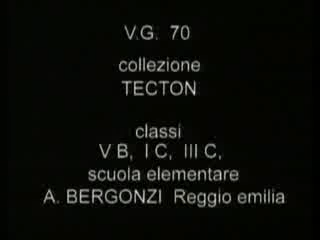 V.G. 70
collezione
TECTON
classi
V B, I C, III C,
scuola elementare
A. BERGONZI Reggio emilia